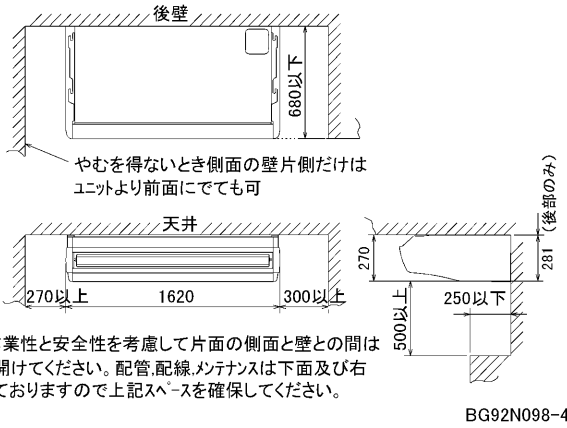 後壁
680以下
やむを得ないとき側面の壁片側だけは
ユニットより前面にでても可
天井
270以上
1620
300以上
270
281
(後部のみ)
500以上
250以下
業性と安全性を考慮して片面の側面と壁との間は
開けてください。配管,配線,メンテナンスは下面及び右
ておりますので上記スペースを確保してください。
BG92N098-4